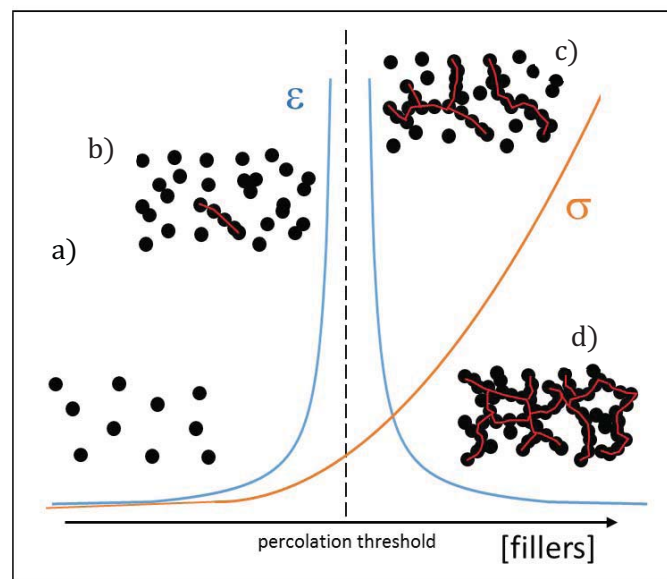 c)
ε
b)
σ
a)
d)
percolation threshold
[fillers]